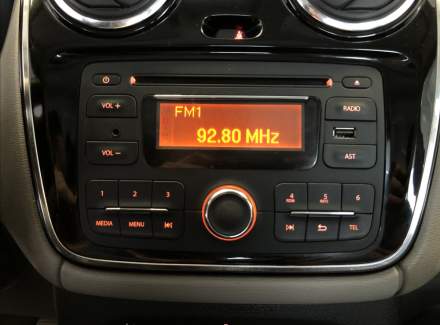 VOL +
FM1
RADIO
92.80 MHz
VOL −
AST
1 2 3 4 5 6
MEDIA MENU TEL